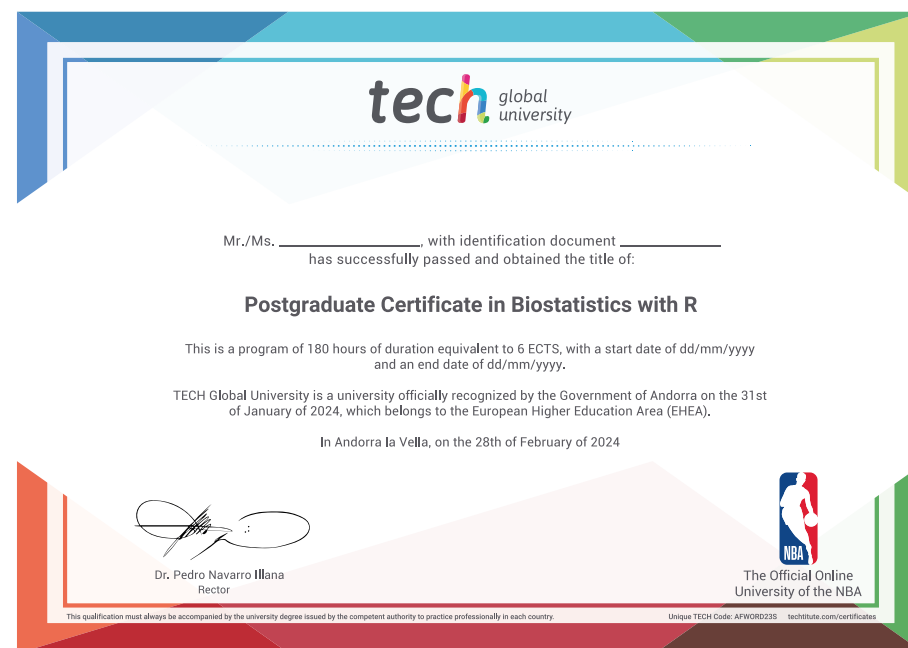 tech global university
Mr./Ms. ____________________, with identification document ______________
has successfully passed and obtained the title of:
Postgraduate Certificate in Biostatistics with R
This is a program of 180 hours of duration equivalent to 6 ECTS, with a start date of dd/mm/yyyy
and an end date of dd/mm/yyyy.
TECH Global University is a university officially recognized by the Government of Andorra on the 31st
of January of 2024, which belongs to the European Higher Education Area (EHEA).
In Andorra la Vella, on the 28th of February of 2024
NBA
Dr. Pedro Navarro Illana
Rector
The Official Online
University of the NBA
This qualification must always be accompanied by the university degree issued by the competent authority to practice professionally in each country.
Unique TECH Code: AFWORD23S techtitute.com/certificates